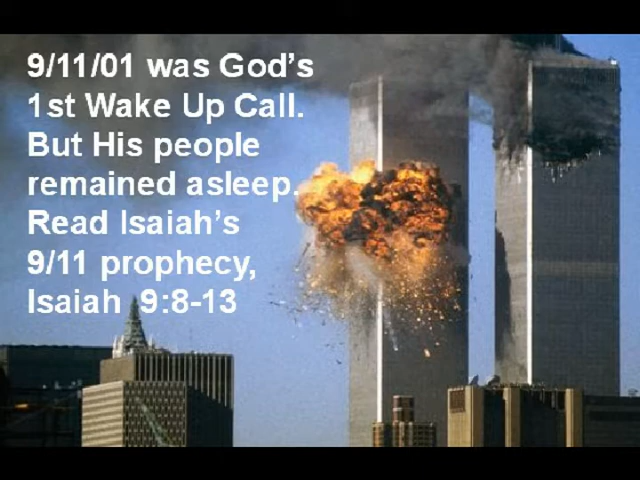 9/11/01 was God’s
1st Wake Up Call.
But His people
remained asleep.
Read Isaiah’s
9/11 prophecy,
Isaiah 9:8-13